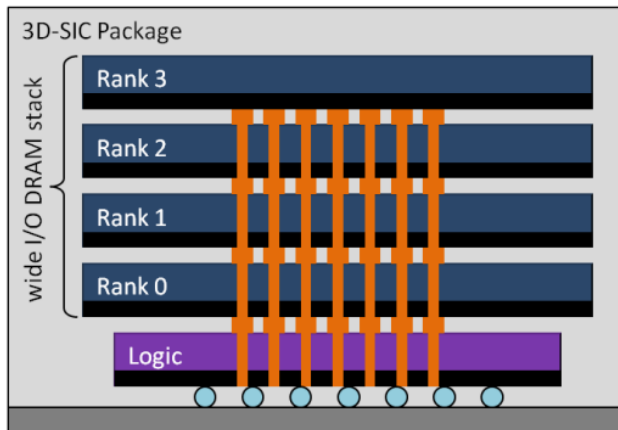 3D-SIC Package
wide I/O DRAM stack
Rank 3
Rank 2
Rank 1
Rank 0
Logic